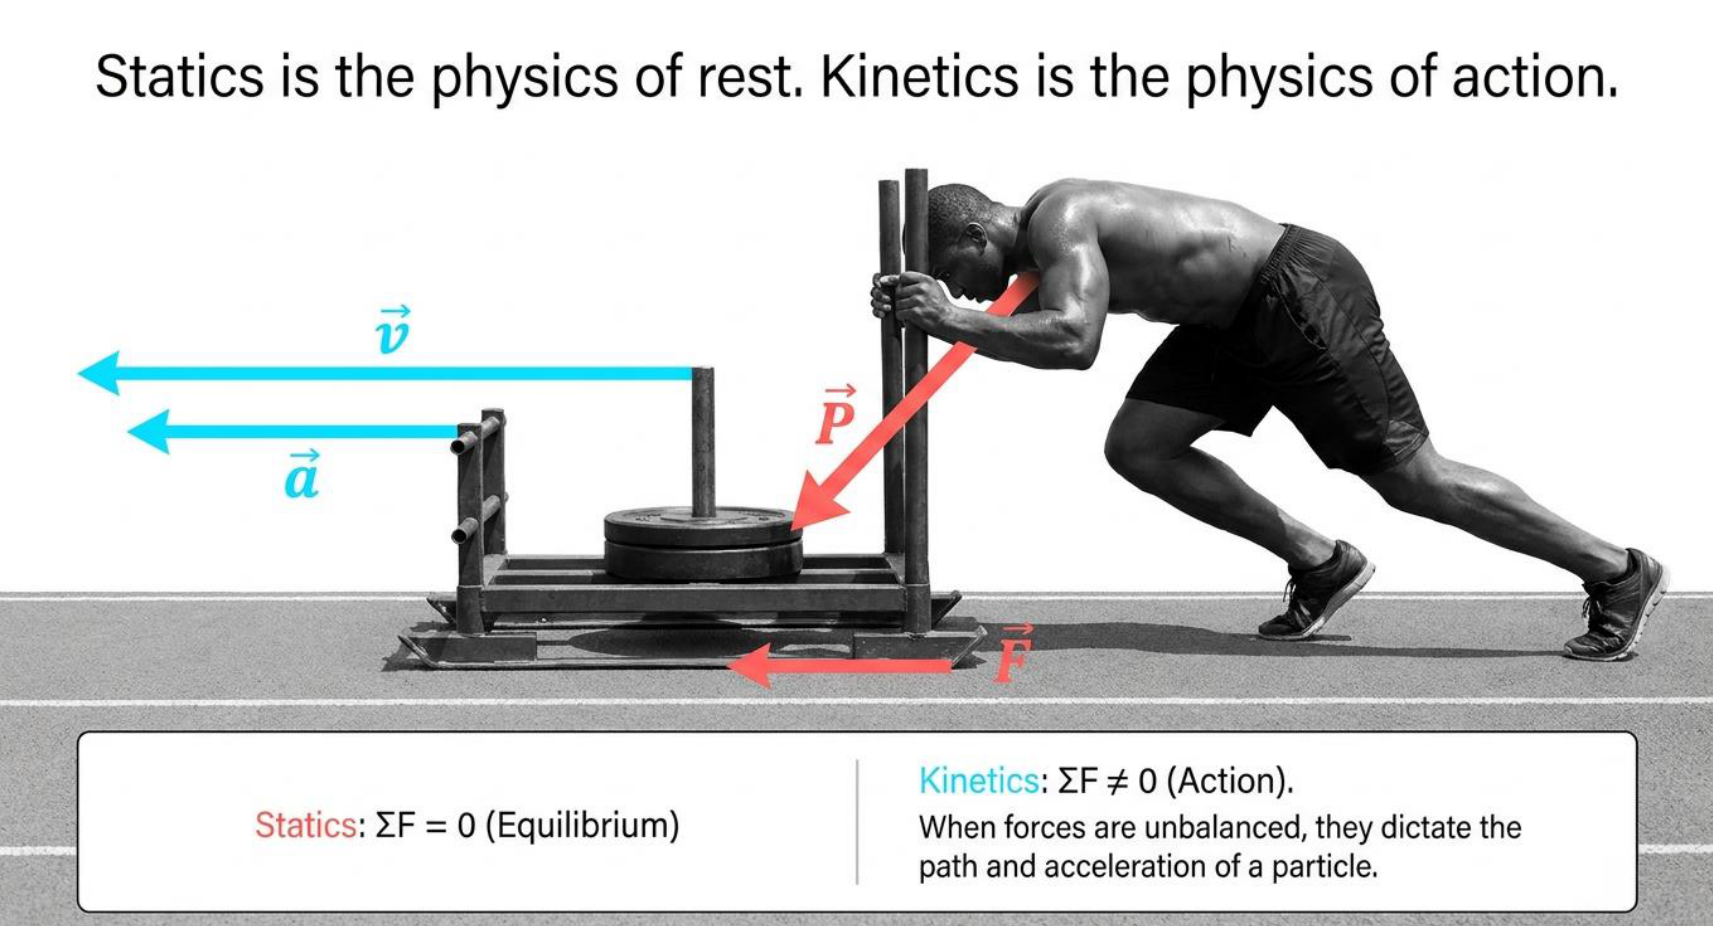 Statics is the physics of rest. Kinetics is the physics of action.
v⃗
a⃗
P⃗
F⃗
Statics: ΣF = 0 (Equilibrium)
Kinetics: ΣF ≠ 0 (Action).
When forces are unbalanced, they dictate the
path and acceleration of a particle.